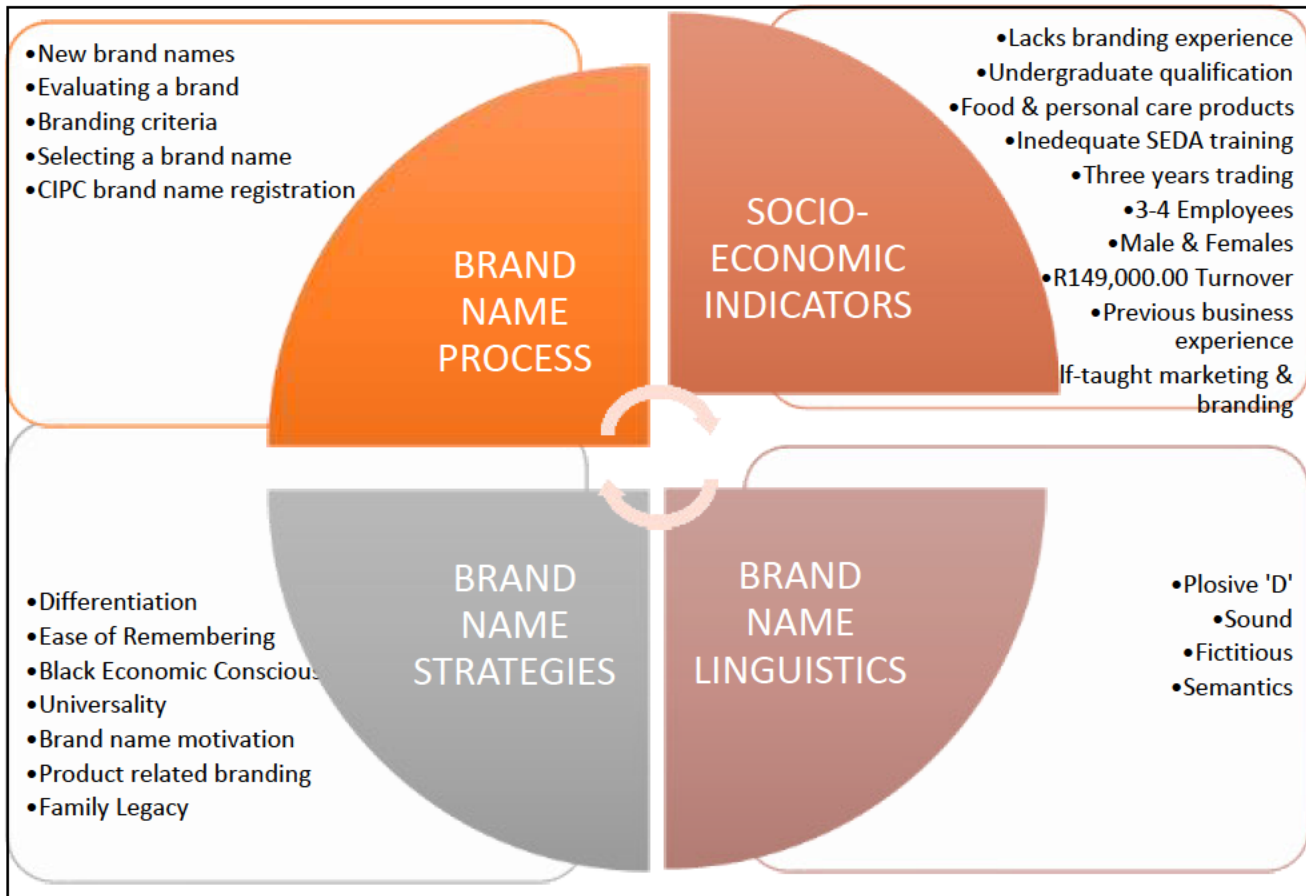 •New brand names
•Evaluating a brand
•Branding criteria
•Selecting a brand name
•CIPC brand name registration
BRAND
NAME
PROCESS
•Lacks branding experience
•Undergraduate qualification
•Food & personal care products
•Inedequate SEDA training
•Three years trading
•3-4 Employees
•Male & Females
•R149,000.00 Turnover
•Previous business
experience
lf-taught marketing &
branding
SOCIO-
ECONOMIC
INDICATORS
•Differentiation
•Ease of Remembering
•Black Economic Conscious
•Universality
•Brand name motivation
•Product related branding
•Family Legacy
BRAND
NAME
STRATEGIES
BRAND
NAME
LINGUISTICS
•Plosive 'D'
•Sound
•Fictitious
•Semantics